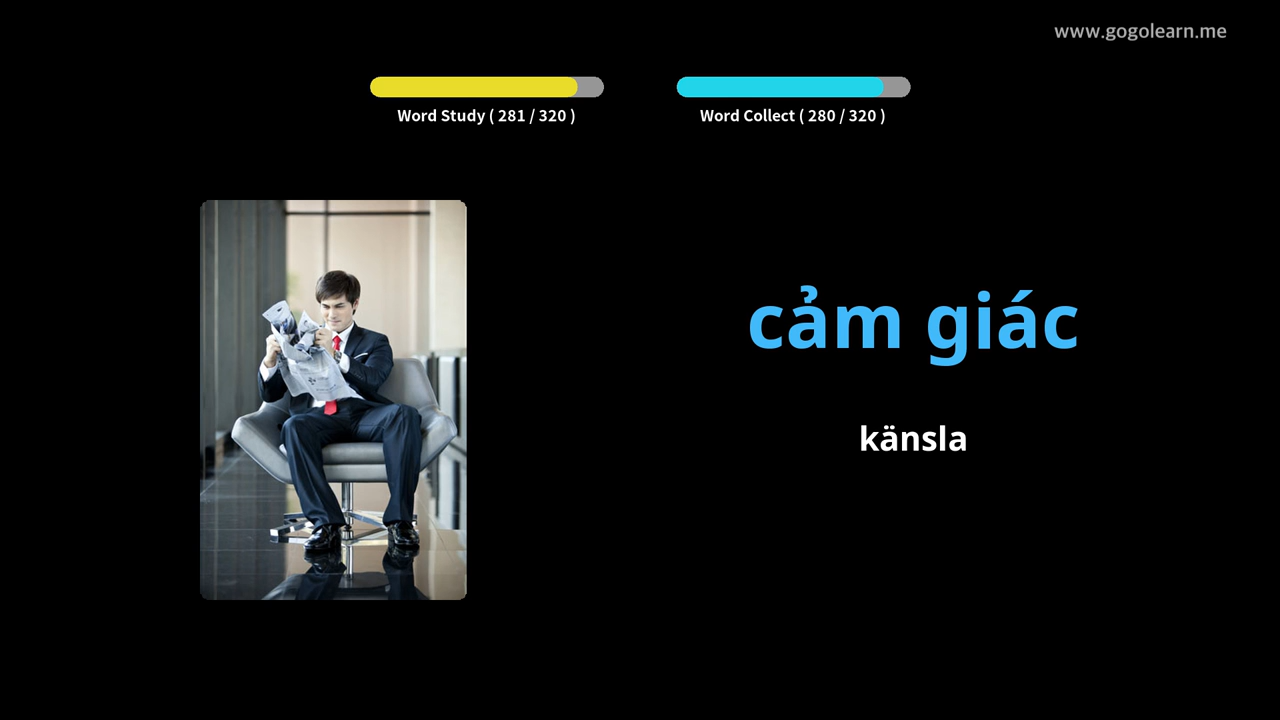 www.gogolearn.me
Word Study ( 281 / 320 )
Word Collect ( 280 / 320 )
cảm giác
känsla